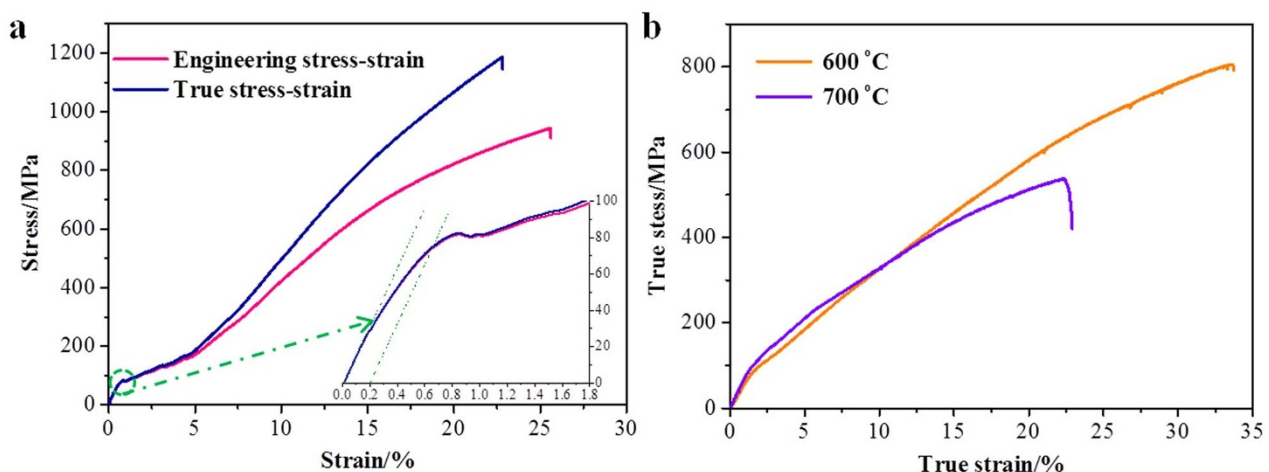 a
1200
1000
800
600
400
200
0
Stress/MPa
Engineering stress-strain
True stress-strain
100
80
60
40
20
0
0.0 0.2 0.4 0.6 0.8 1.0 1.2 1.4 1.6 1.8
0 5 10 15 20 25 30
Strain/%
b
800
600
400
200
0
True stess/MPa
600 °C
700 °C
0 5 10 15 20 25 30 35
True strain/%